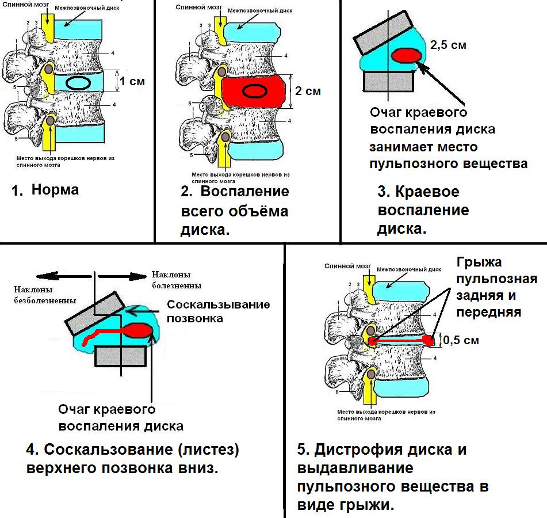 Спинной мозг
Межпозвоночный диск
1 см
Место выхода корешков нервов из
спинного мозга
1. Норма
Спинной мозг
Межпозвоночный диск
2 см
Место выхода корешков нервов из
спинного мозга
2. Воспаление
всего объёма
диска.
2,5 см
Очаг краевого
воспаления диска
занимает место
пульпозного вещества
3. Краевое
воспаление
диска.
Наклоны
безболезненны
Наклоны
болезненны
Соскальзывание
позвонка
Очаг краевого
воспаления диска
4. Соскальзование (листез)
верхнего позвонка вниз.
Спинной мозг
Межпозвоночный диск
Грыжа
пульпозная
задняя и
передняя
0,5 см
Место выхода корешков нервов из
спинного мозга
5. Дистрофия диска и
выдавливание
пульпозного вещества в
виде грыжи.